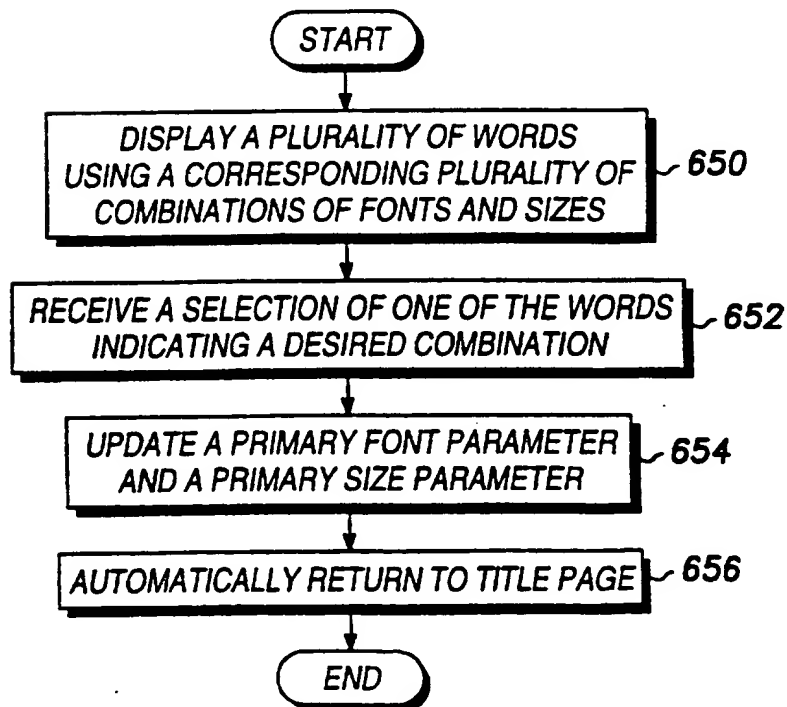 START
DISPLAY A PLURALITY OF WORDS
USING A CORRESPONDING PLURALITY OF
COMBINATIONS OF FONTS AND SIZES
650
RECEIVE A SELECTION OF ONE OF THE WORDS
INDICATING A DESIRED COMBINATION
652
UPDATE A PRIMARY FONT PARAMETER
AND A PRIMARY SIZE PARAMETER
654
AUTOMATICALLY RETURN TO TITLE PAGE
656
END